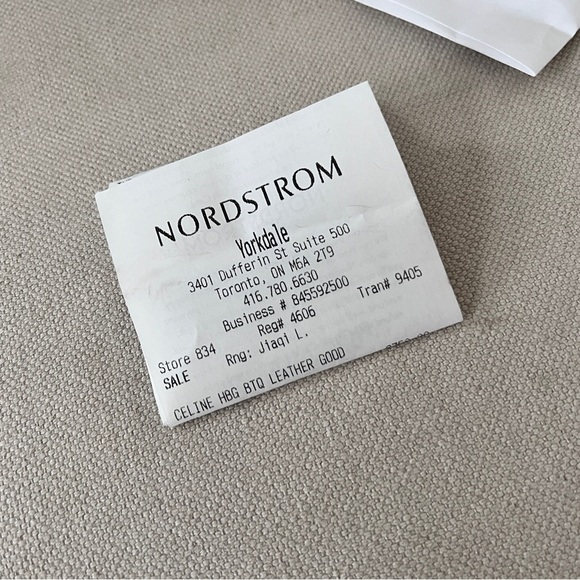 NORDSTROM
Yorkdale
3401 Dufferin St Suite 500
Toronto, ON M6A 2T9
416.780.6630
Business # 845592500
Reg# 4606 Tran# 9405
Store 834 Rng: Jiaqi L.
SALE
CELINE HBG BTQ LEATHER GOOD